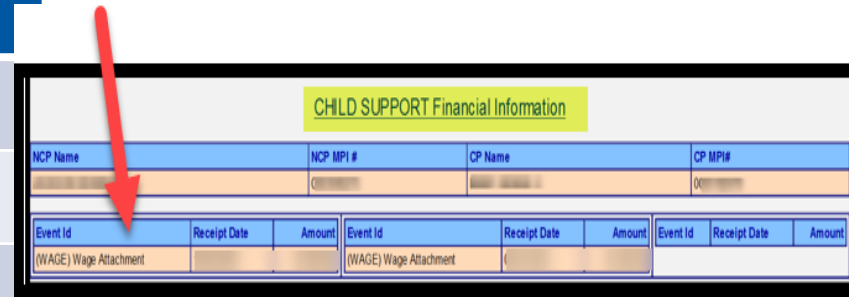 CHILD SUPPORT Financial Information
NCP Name NCP MPI # CP Name CP MPI#
Event Id Receipt Date Amount Event Id Receipt Date Amount Event Id Receipt Date Amount
(WAGE) Wage Attachment (WAGE) Wage Attachment